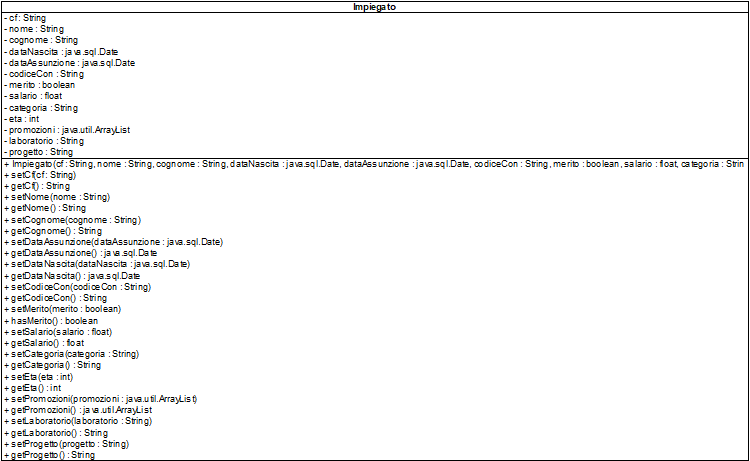 Impiegato
- cf : String
- nome : String
- cognome : String
- dataNascita : java.sql.Date
- dataAssunzione : java.sql.Date
- codiceCon : String
- merito : boolean
- salario : float
- categoria : String
- eta : int
- promozioni : java.util.ArrayList
- laboratorio : String
- progetto : String
+ Impiegato(cf : String, nome : String, cognome : String, dataNascita : java.sql.Date, dataAssunzione : java.sql.Date, codiceCon : String, merito : boolean, salario : float, categoria : Strin
+ setCf(cf : String)
+ getCf() : String
+ setNome(nome : String)
+ getNome() : String
+ setCognome(cognome : String)
+ getCognome() : String
+ setDataAssunzione(dataAssunzione : java.sql.Date)
+ getDataAssunzione() : java.sql.Date
+ setDataNascita(dataNascita : java.sql.Date)
+ getDataNascita() : java.sql.Date
+ setCodiceCon(codiceCon : String)
+ getCodiceCon() : String
+ setMerito(merito : boolean)
+ hasMerito() : boolean
+ setSalario(salario : float)
+ getSalario() : float
+ setCategoria(categoria : String)
+ getCategoria() : String
+ setEta(eta : int)
+ getEta() : int
+ setPromozioni(promozioni : java.util.ArrayList)
+ getPromozioni() : java.util.ArrayList
+ setLaboratorio(laboratorio : String)
+ getLaboratorio() : String
+ setProgetto(progetto : String)
+ getProgetto() : String